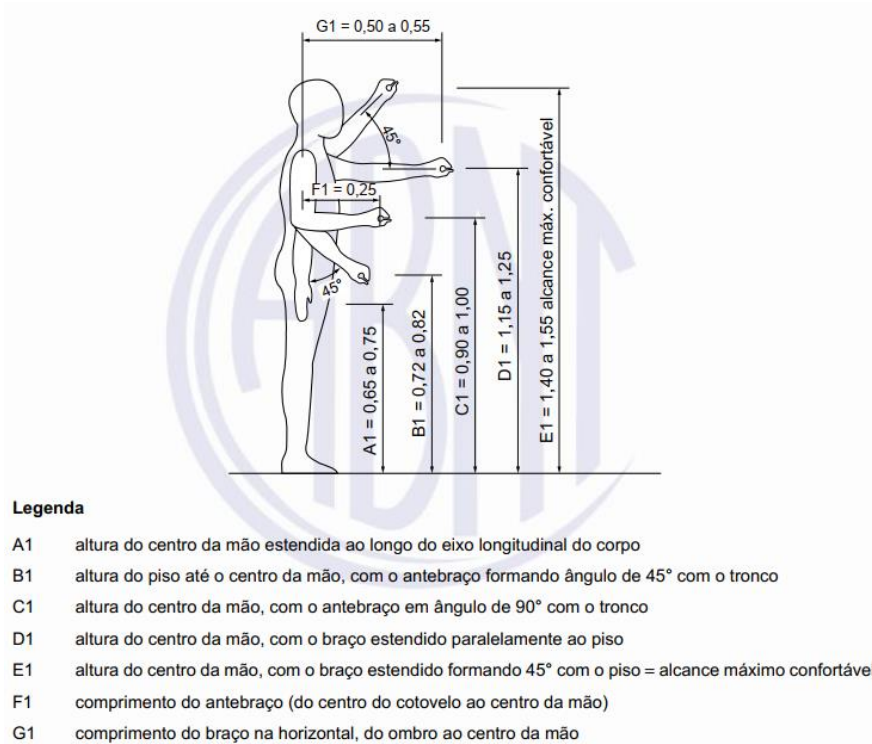 G1 = 0,50 a 0,55
45°
F1 = 0,25
45°
A1 = 0,65 a 0,75
B1 = 0,72 a 0,82
C1 = 0,90 a 1,00
D1 = 1,15 a 1,25
E1 = 1,40 a 1,55 alcance máx. confortável
ABNT
Legenda
A1 altura do centro da mão estendida ao longo do eixo longitudinal do corpo
B1 altura do piso até o centro da mão, com o antebraço formando ângulo de 45° com o tronco
C1 altura do centro da mão, com o antebraço em ângulo de 90° com o tronco
D1 altura do centro da mão, com o braço estendido paralelamente ao piso
E1 altura do centro da mão, com o braço estendido formando 45° com o piso = alcance máximo confortável
F1 comprimento do antebraço (do centro do cotovelo ao centro da mão)
G1 comprimento do braço na horizontal, do ombro ao centro da mão